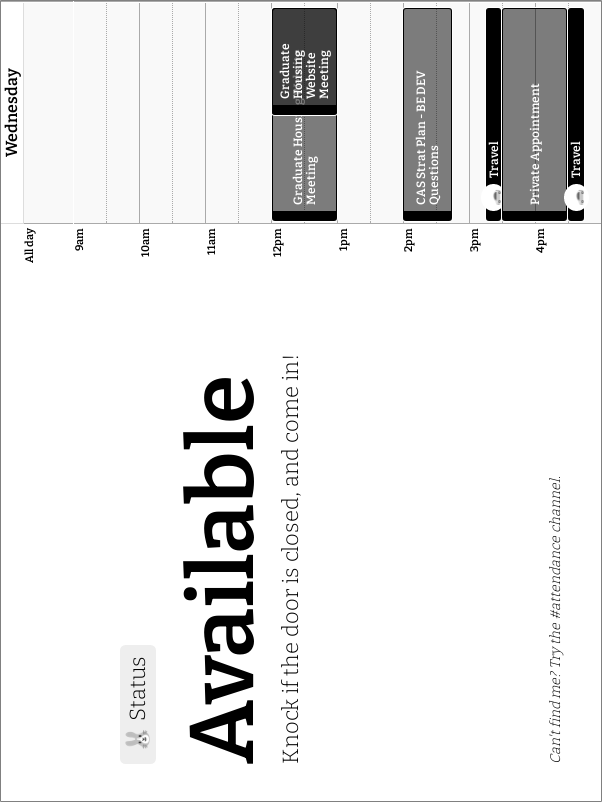 Status
Available
Knock if the door is closed, and come in!
Can't find me? Try the #attendance channel.
Wednesday
All day
9am
10am
11am
12pm
1pm
2pm
3pm
4pm
Graduate Hous
Meeting
Graduate
Housing
Website
Meeting
CAS Strat Plan - BE DEV
Questions
Travel
Private Appointment
Travel